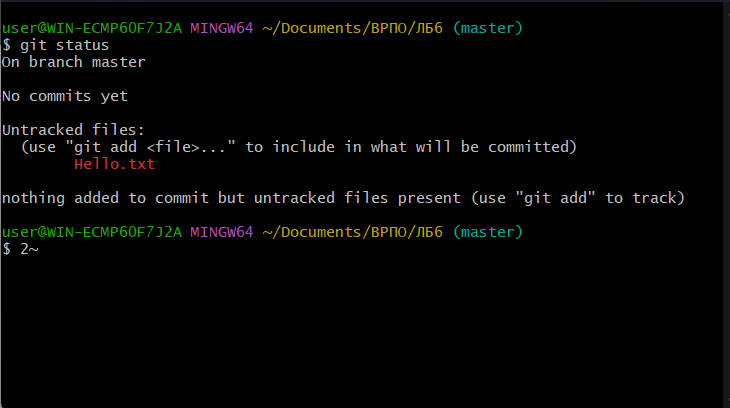 user@WIN-ECMP6OF7J2A MINGW64 ~/Documents/ВРПО/ЛБ6 (master)
$ git status
On branch master
No commits yet
Untracked files:
  (use "git add <file>..." to include in what will be committed)
        Hello.txt
nothing added to commit but untracked files present (use "git add" to track)
user@WIN-ECMP6OF7J2A MINGW64 ~/Documents/ВРПО/ЛБ6 (master)
$ 2~